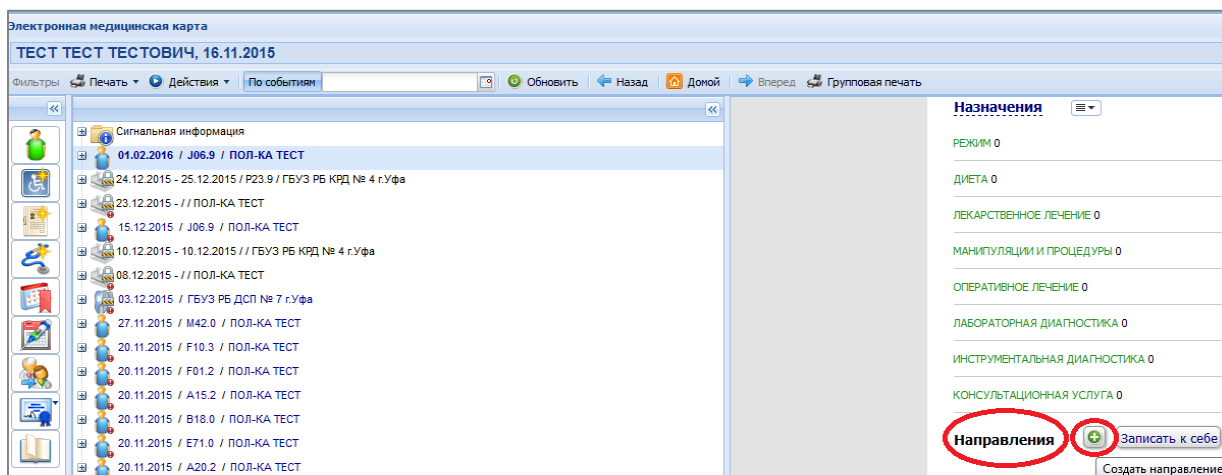 Электронная медицинская карта
ТЕСТ ТЕСТ ТЕСТОВИЧ, 16.11.2015
Фильтры Печать Действия По событиям Обновить Назад Домой Вперед Групповая печать
Сигнальная информация
01.02.2016 / J06.9 / ПОЛ-КА ТЕСТ
24.12.2015 - 25.12.2015 / P23.9 / ГБУЗ РБ КРД № 4 г.Уфа
23.12.2015 - / / ПОЛ-КА ТЕСТ
15.12.2015 / J06.9 / ПОЛ-КА ТЕСТ
10.12.2015 - 10.12.2015 / / ГБУЗ РБ КРД № 4 г.Уфа
08.12.2015 - / / ПОЛ-КА ТЕСТ
03.12.2015 / ГБУЗ РБ ДСП № 7 г.Уфа
27.11.2015 / M42.0 / ПОЛ-КА ТЕСТ
20.11.2015 / F10.3 / ПОЛ-КА ТЕСТ
20.11.2015 / F01.2 / ПОЛ-КА ТЕСТ
20.11.2015 / A15.2 / ПОЛ-КА ТЕСТ
20.11.2015 / B18.0 / ПОЛ-КА ТЕСТ
20.11.2015 / E71.0 / ПОЛ-КА ТЕСТ
20.11.2015 / A20.2 / ПОЛ-КА ТЕСТ
Назначения
РЕЖИМ 0
ДИЕТА 0
ЛЕКАРСТВЕННОЕ ЛЕЧЕНИЕ 0
МАНИПУЛЯЦИИ И ПРОЦЕДУРЫ 0
ОПЕРАТИВНОЕ ЛЕЧЕНИЕ 0
ЛАБОРАТОРНАЯ ДИАГНОСТИКА 0
ИНСТРУМЕНТАЛЬНАЯ ДИАГНОСТИКА 0
КОНСУЛЬТАЦИОННАЯ УСЛУГА 0
Направления Записать к себе
Создать направление